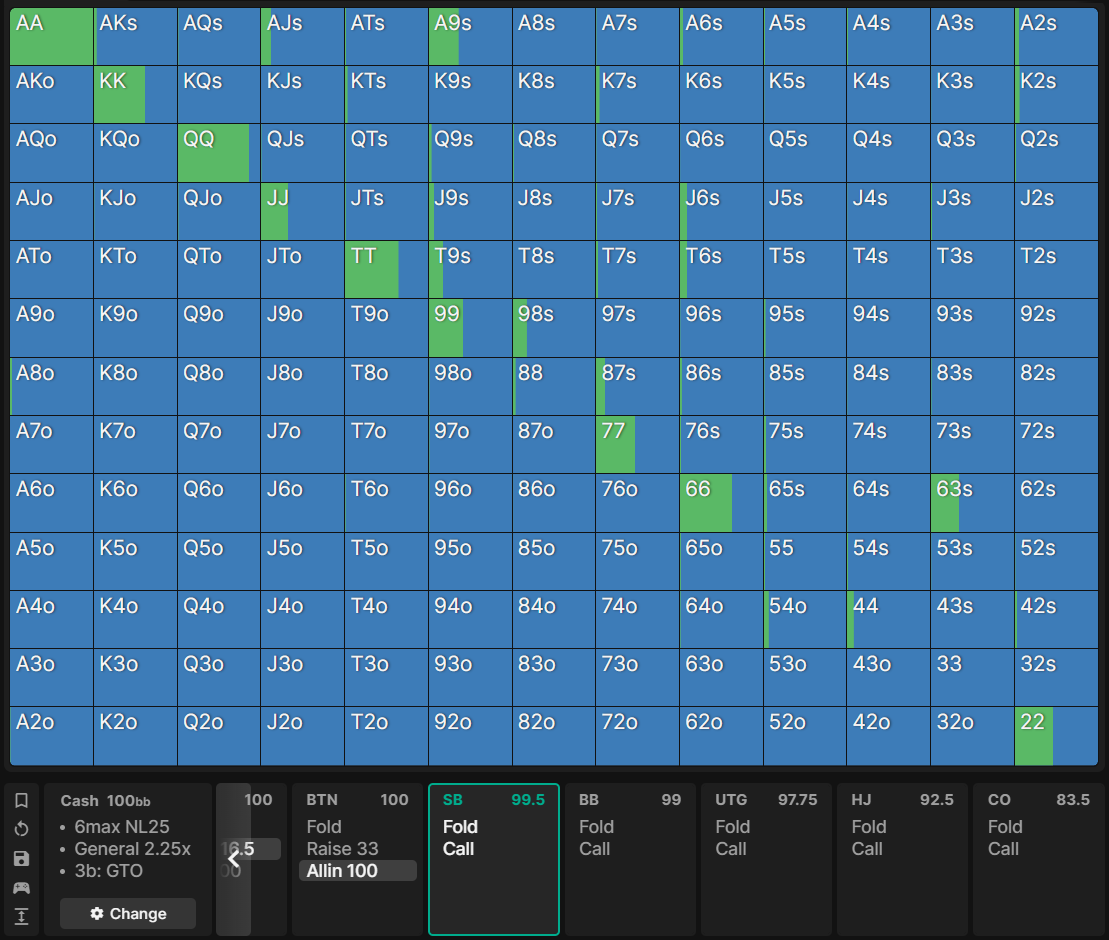 AA AKs AQs AJs ATs A9s A8s A7s A6s A5s A4s A3s A2s
AKo KK KQs KJs KTs K9s K8s K7s K6s K5s K4s K3s K2s
AQo KQo QQ QJs QTs Q9s Q8s Q7s Q6s Q5s Q4s Q3s Q2s
AJo KJo QJo JJ JTs J9s J8s J7s J6s J5s J4s J3s J2s
ATo KTo QTo JTo TT T9s T8s T7s T6s T5s T4s T3s T2s
A9o K9o Q9o J9o T9o 99 98s 97s 96s 95s 94s 93s 92s
A8o K8o Q8o J8o T8o 98o 88 87s 86s 85s 84s 83s 82s
A7o K7o Q7o J7o T7o 97o 87o 77 76s 75s 74s 73s 72s
A6o K6o Q6o J6o T6o 96o 86o 76o 66 65s 64s 63s 62s
A5o K5o Q5o J5o T5o 95o 85o 75o 65o 55 54s 53s 52s
A4o K4o Q4o J4o T4o 94o 84o 74o 64o 54o 44 43s 42s
A3o K3o Q3o J3o T3o 93o 83o 73o 63o 53o 43o 33 32s
A2o K2o Q2o J2o T2o 92o 82o 72o 62o 52o 42o 32o 22
Cash 100bb
• 6max NL25
• General 2.25x
• 3b: GTO
Change
100
16.5
00
BTN 100
Fold
Raise 33
Allin 100
SB 99.5
Fold
Call
BB 99
Fold
Call
UTG 97.75
Fold
Call
HJ 92.5
Fold
Call
CO 83.5
Fold
Call